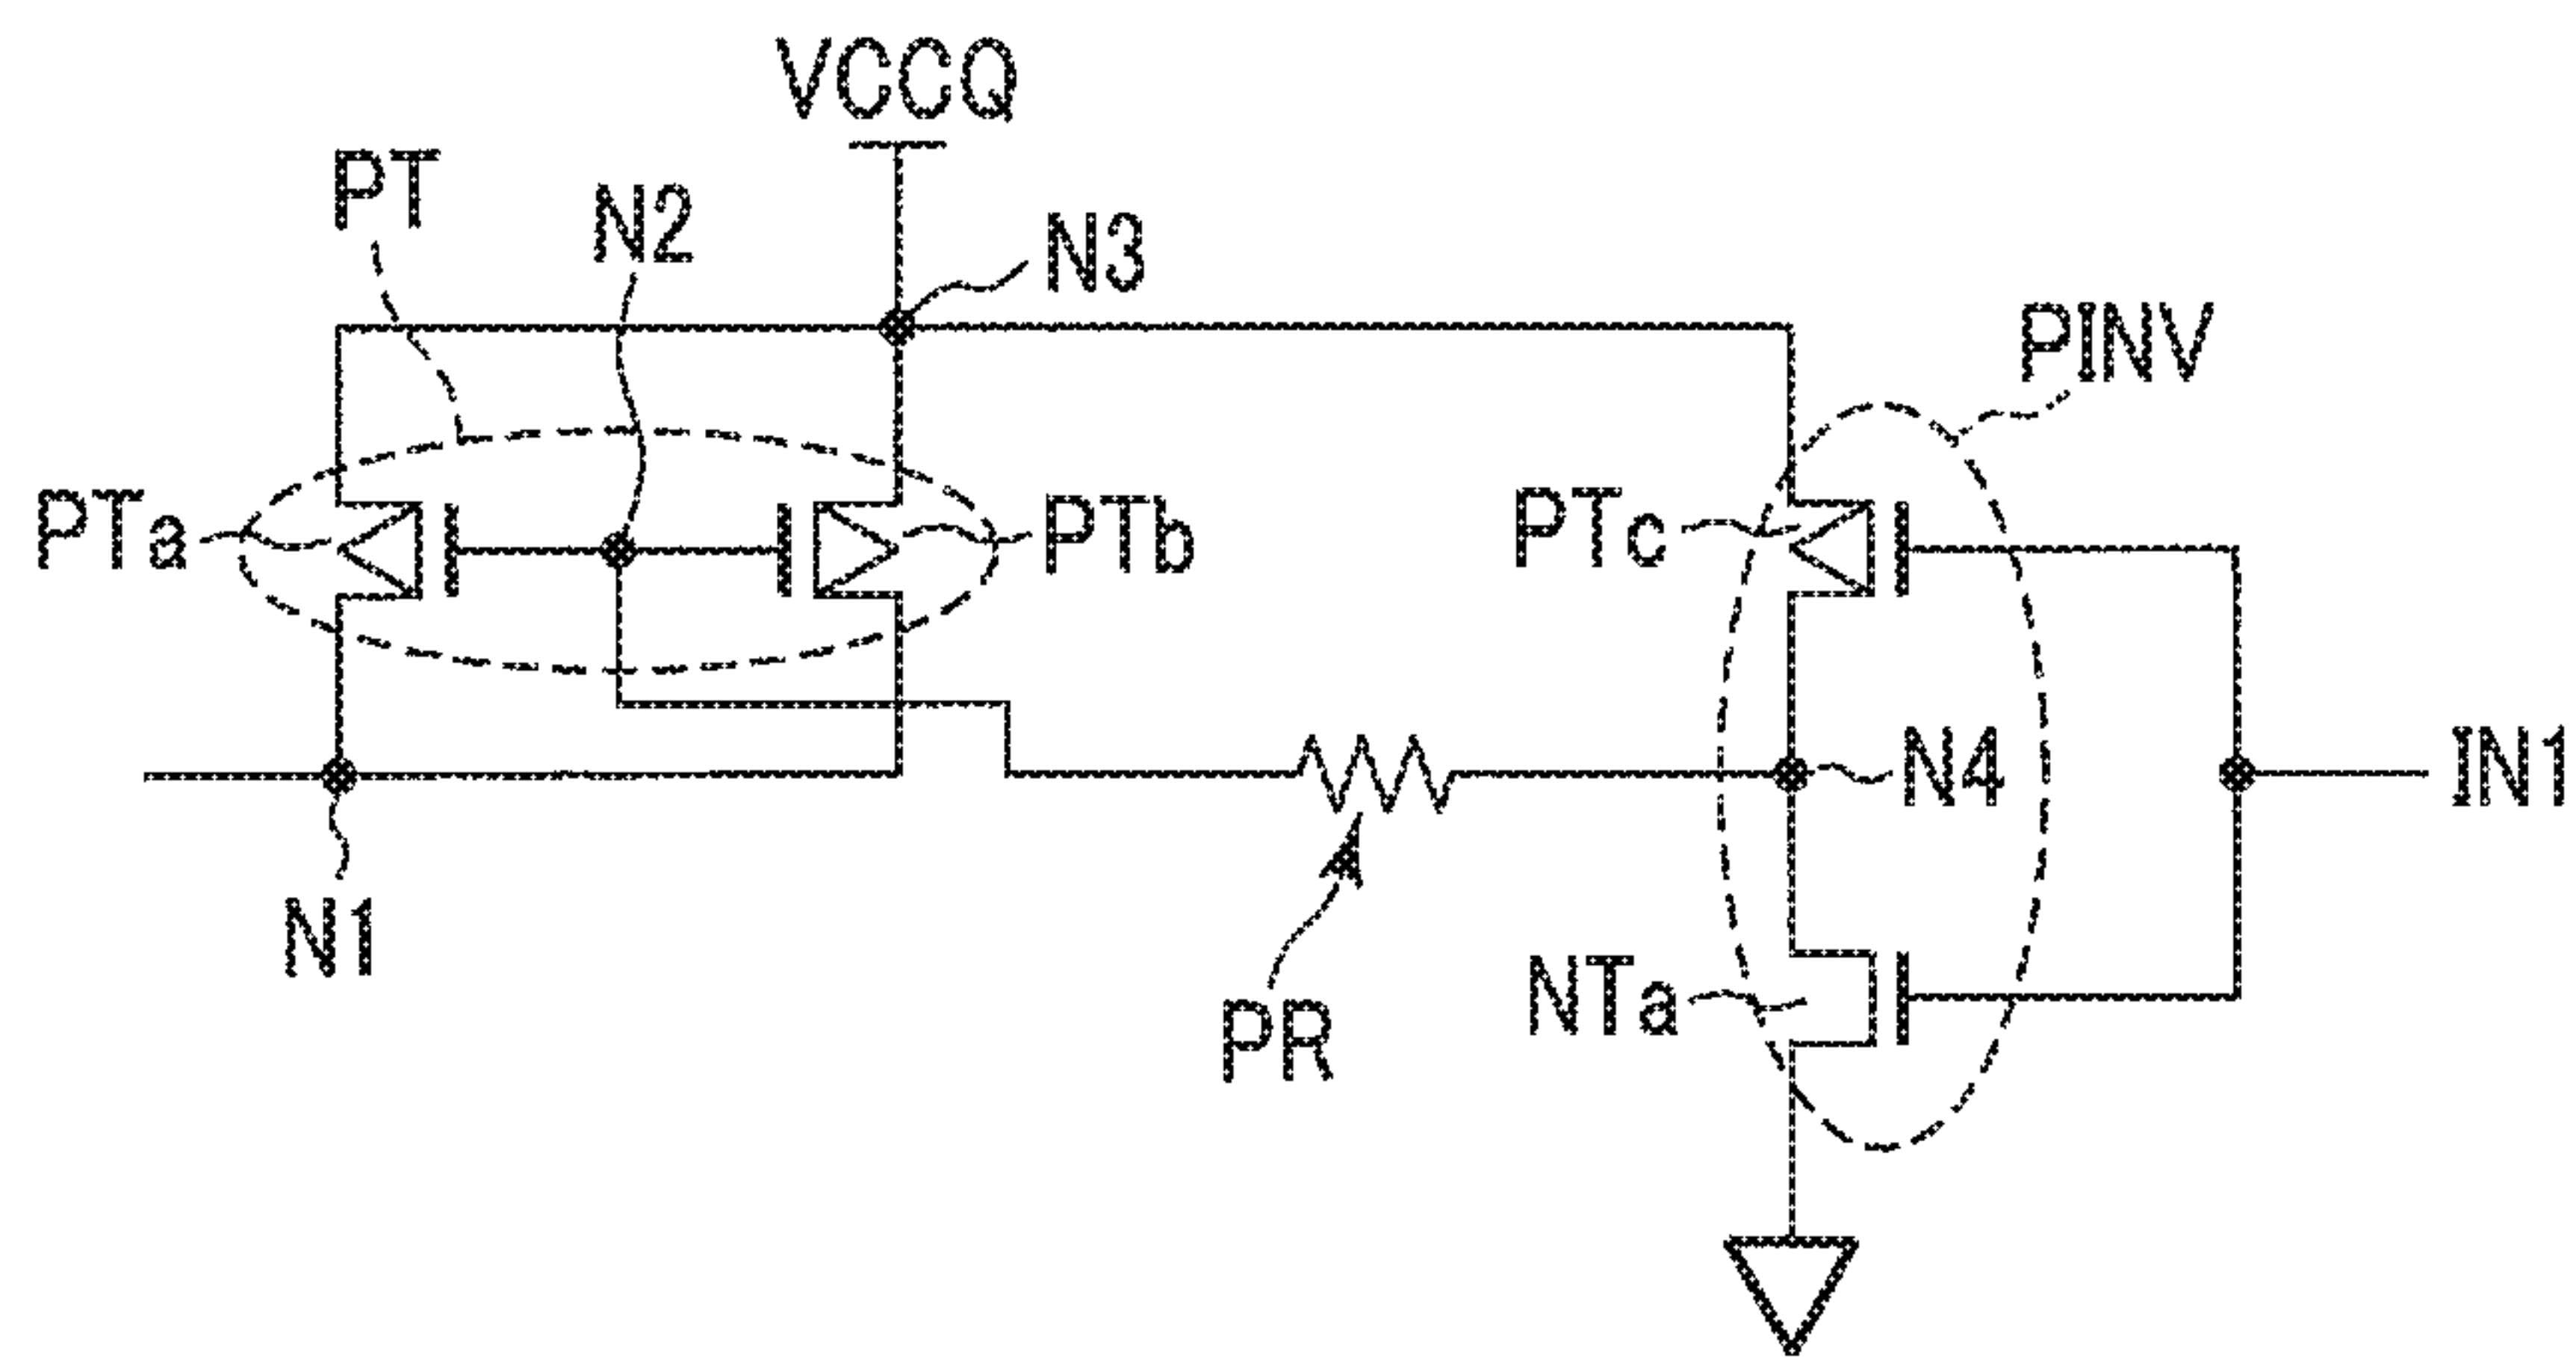 VCCQ
PT
N2
N3
PINV
PTa
PTb
PTc
N4
IN1
N1
NTa
PR